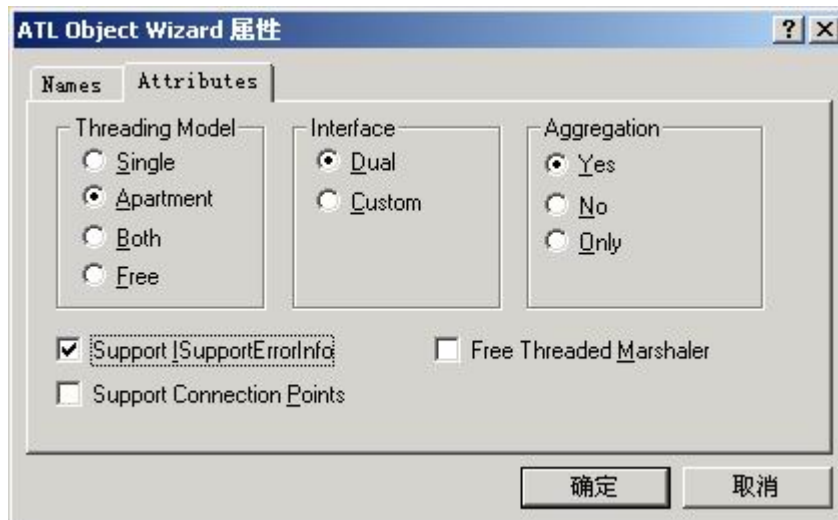 ATL Object Wizard 属性
Names Attributes
Threading Model
Single
Apartment
Both
Free
Interface
Dual
Custom
Aggregation
Yes
No
Only
Support ISupportErrorInfo
Free Threaded Marshaler
Support Connection Points
确定 取消